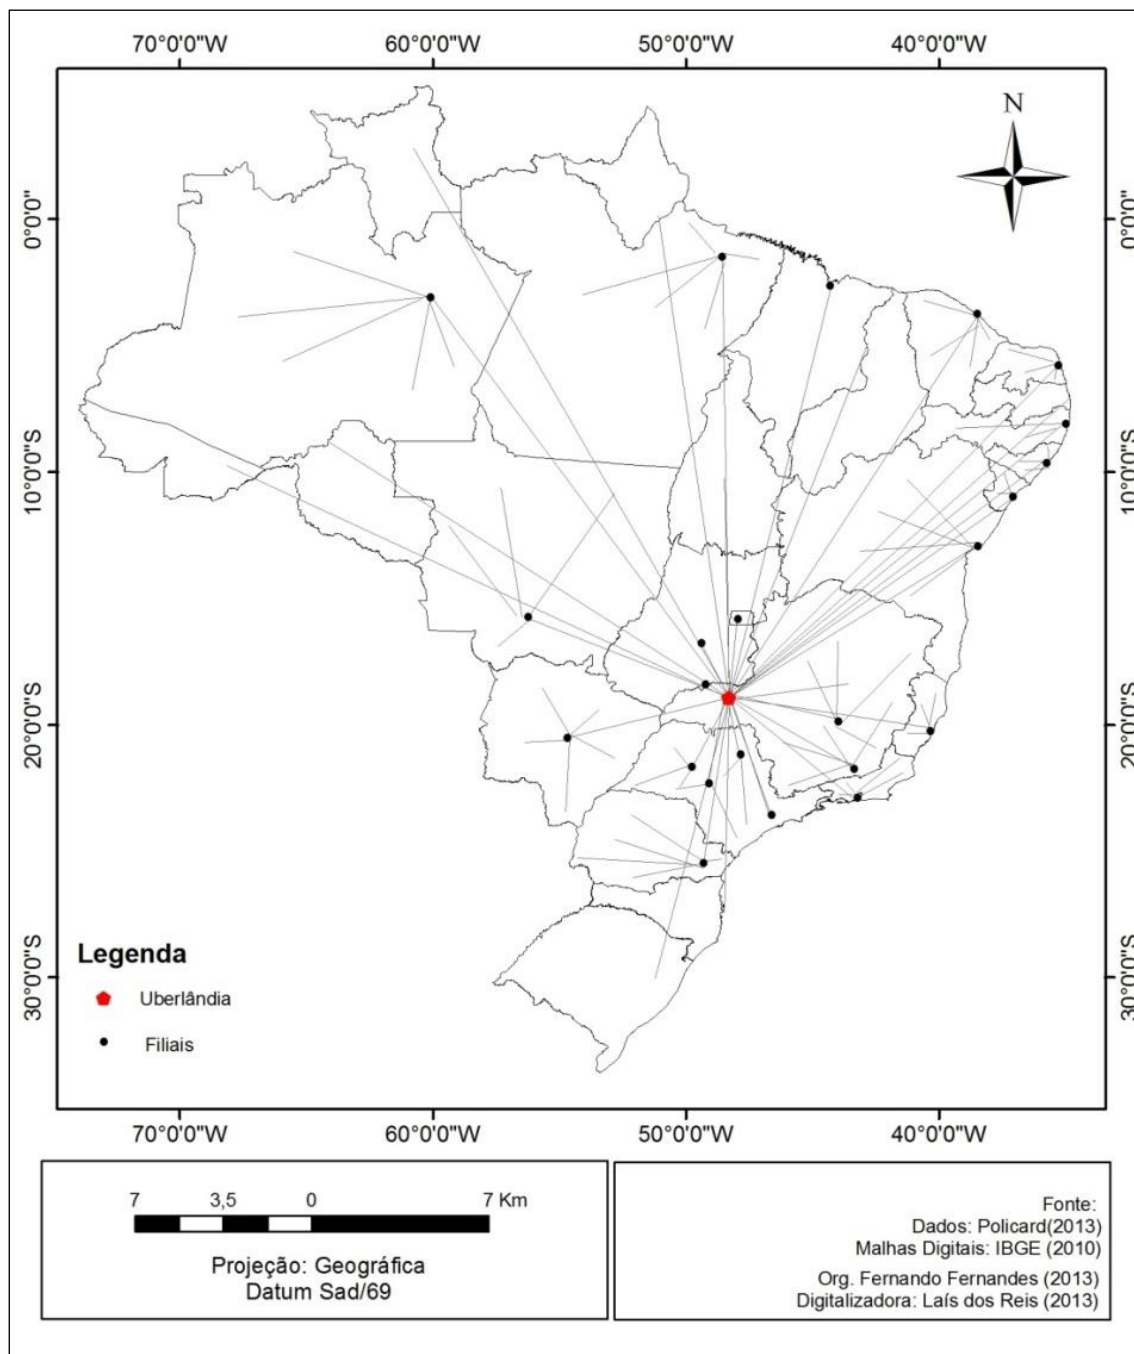 70°0'0"W 60°0'0"W 50°0'0"W 40°0'0"W
N
0°0'0" 0°0'0"
10°0'0"S 10°0'0"S
20°0'0"S 20°0'0"S
30°0'0"S 30°0'0"S
Legenda
Uberlândia
Filiais
70°0'0"W 60°0'0"W 50°0'0"W 40°0'0"W
7 3,5 0 7 Km
Projeção: Geográfica
Datum Sad/69
Fonte:
Dados: Policard(2013)
Malhas Digitais: IBGE (2010)
Org. Fernando Fernandes (2013)
Digitalizadora: Laís dos Reis (2013)